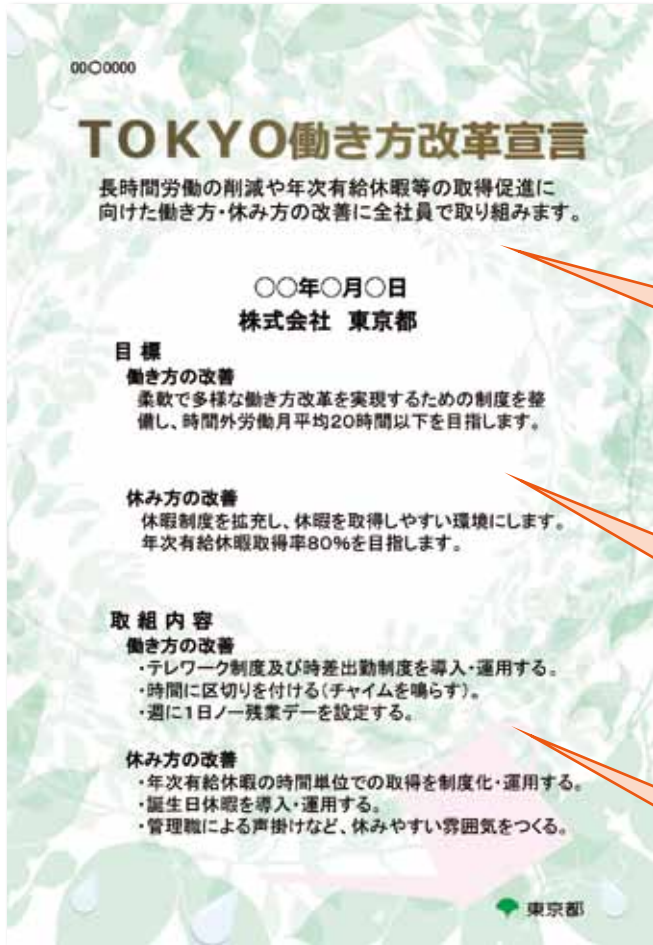 00○0000
TOKYO働き方改革宣言
長時間労働の削減や年次有給休暇等の取得促進に
向けた働き方・休み方の改善に全社員で取り組みます。
○○年○月○日
株式会社 東京都
目 標
働き方の改善
柔軟で多様な働き方改革を実現するための制度を整
備し、時間外労働月平均20時間以下を目指します。
休み方の改善
休暇制度を拡充し、休暇を取得しやすい環境にします。
年次有給休暇取得率80%を目指します。
取 組 内 容
働き方の改善
・テレワーク制度及び時差出勤制度を導入・運用する。
・時間に区切りを付ける(チャイムを鳴らす)。
・週に1日ノー残業デーを設定する。
休み方の改善
・年次有給休暇の時間単位での取得を制度化・運用する。
・誕生日休暇を導入・運用する。
・管理職による声掛けなど、休みやすい雰囲気をつくる。
東京都